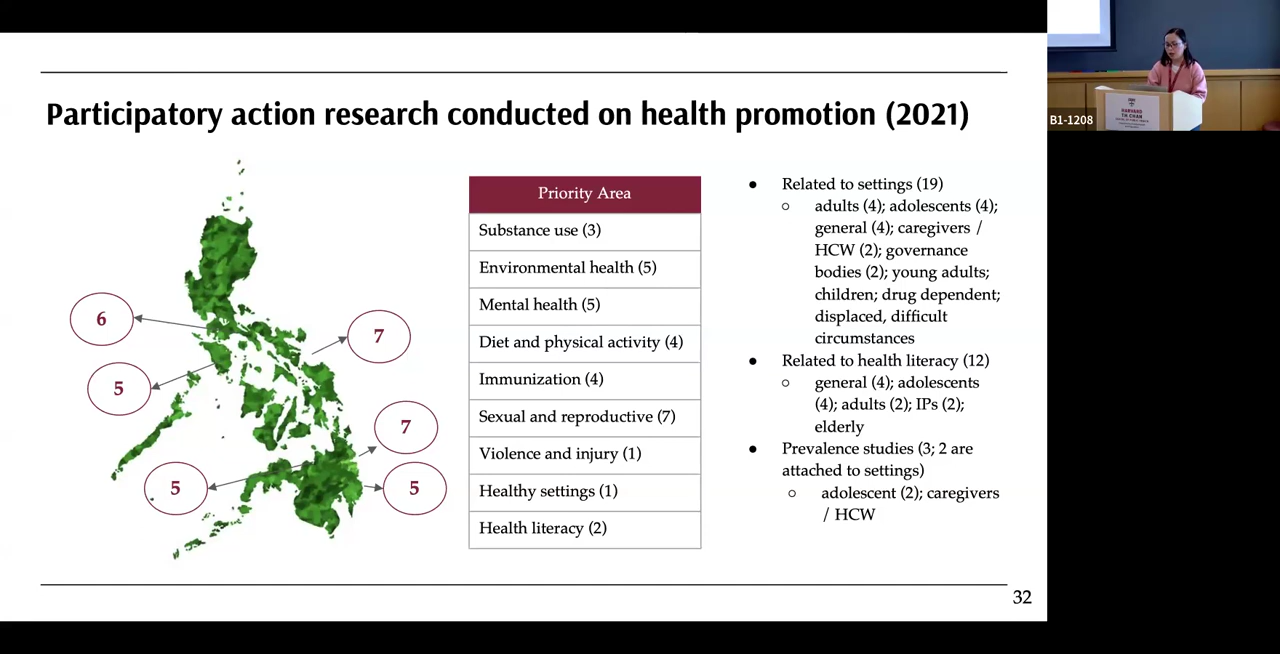 Participatory action research conducted on health promotion (2021)
6
5
7
7
5
5
Priority Area
Substance use (3)
Environmental health (5)
Mental health (5)
Diet and physical activity (4)
Immunization (4)
Sexual and reproductive (7)
Violence and injury (1)
Healthy settings (1)
Health literacy (2)
● Related to settings (19)
○ adults (4); adolescents (4);
general (4); caregivers /
HCW (2); governance
bodies (2); young adults;
children; drug dependent;
displaced, difficult
circumstances
● Related to health literacy (12)
○ general (4); adolescents
(4); adults (2); IPs (2);
elderly
● Prevalence studies (3; 2 are
attached to settings)
○ adolescent (2); caregivers
/ HCW
32
B1-1208
HARVARD
TH CHAN